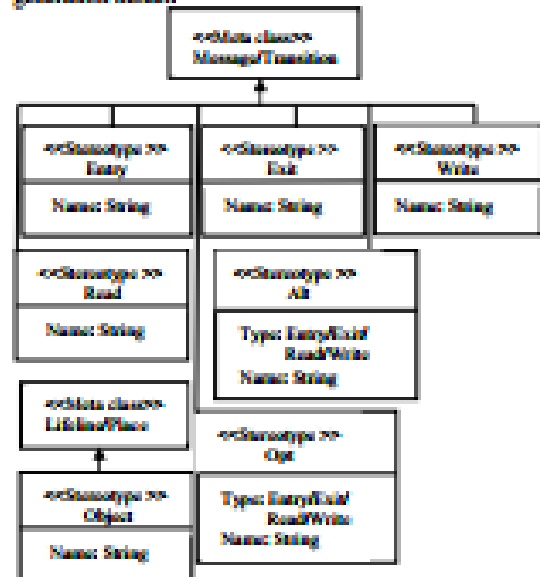 <<Meta class>>
Message/Transition
<<Stereotype >>
Entry
Name: String
<<Stereotype >>
Exit
Name: String
<<Stereotype >>
Write
Name: String
<<Stereotype >>
Read
Name: String
<<Stereotype >>
Alt
Type: Entry/Exit/
Read/Write
Name: String
<<Meta class>>
Lifeline/Place
<<Stereotype >>
Object
Name: String
<<Stereotype >>
Opt
Type: Entry/Exit/
Read/Write
Name: String